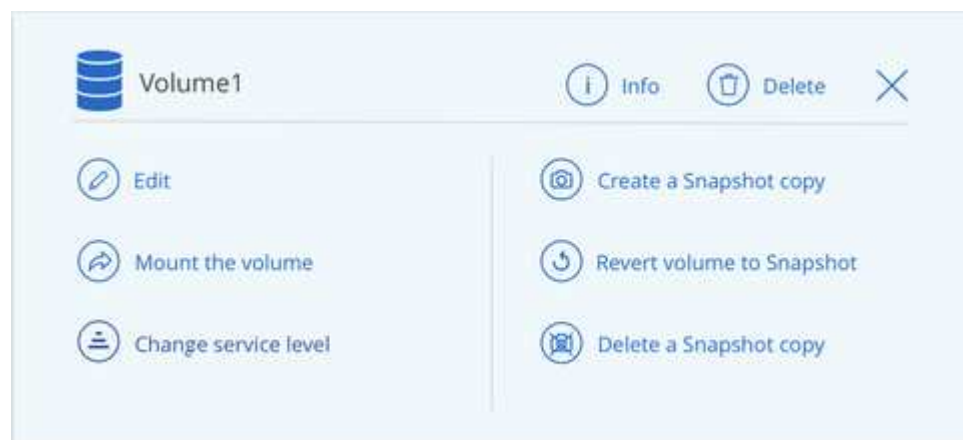 Volume1
Info
Delete
Edit
Create a Snapshot copy
Mount the volume
Revert volume to Snapshot
Change service level
Delete a Snapshot copy